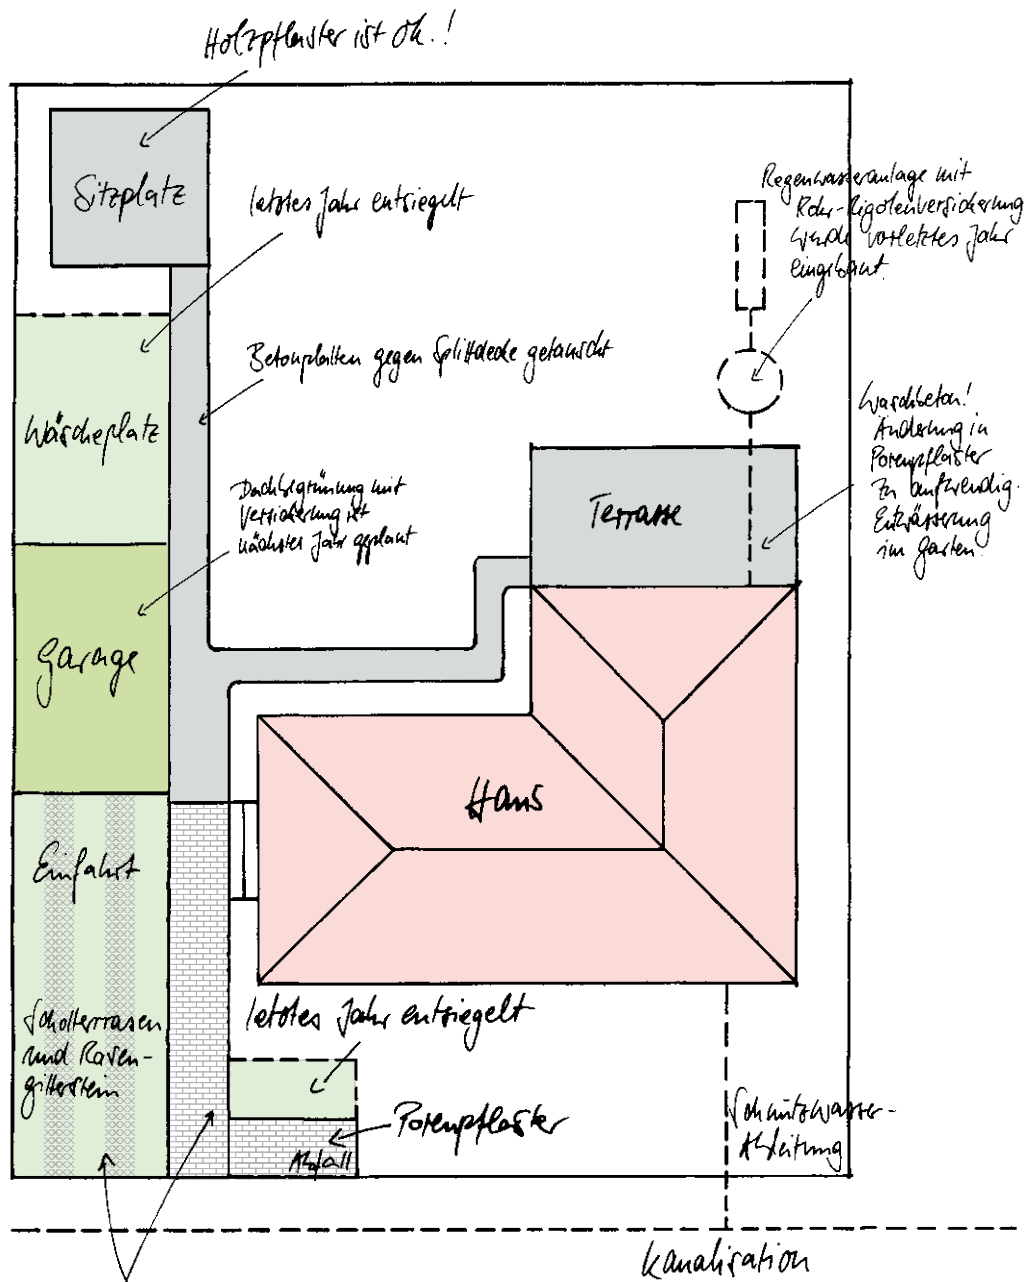 Holzpflaster ist ok.!
Sitzplatz
letztes Jahr entsiegelt
Regenwasseranlage mit
Rohr-Rigolenversickerung
wurde vorletztes Jahr
eingebaut.
Betonplatten gegen Splittdecke getauscht
Wäscheplatz
Waschbeton!
Änderung in
Porenpflaster
zu aufwendig.
Entwässerung
im Garten.
Dachbegrünung mit
Versickerung ist
nächstes Jahr geplant
Terrasse
Garage
Haus
Einfahrt
Schotterrasen
und Rasen-
gitterstein
letztes Jahr entsiegelt
Porenpflaster
Abfall
Schmutzwasser-
Ableitung
Kanalisation